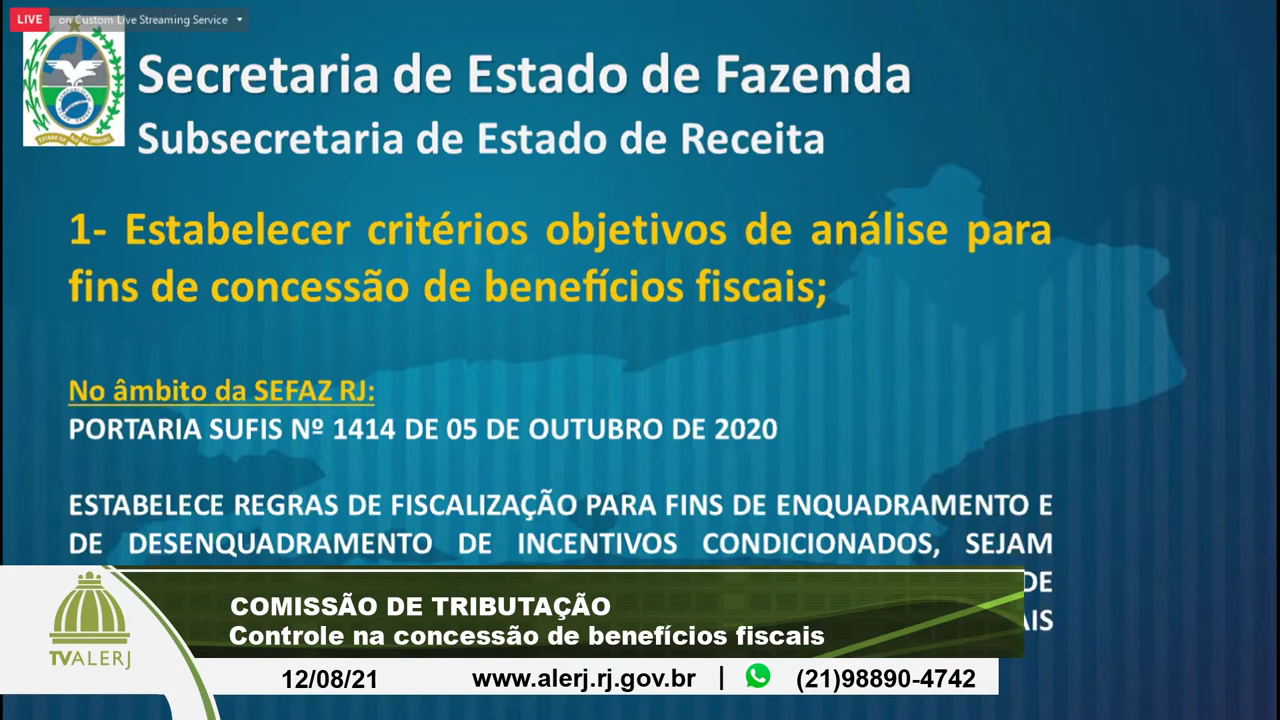 LIVE on Custom Live Streaming Service
Secretaria de Estado de Fazenda
Subsecretaria de Estado de Receita
1- Estabelecer critérios objetivos de análise para
fins de concessão de benefícios fiscais;
No âmbito da SEFAZ RJ:
PORTARIA SUFIS Nº 1414 DE 05 DE OUTUBRO DE 2020
ESTABELECE REGRAS DE FISCALIZAÇÃO PARA FINS DE ENQUADRAMENTO E
DE DESENQUADRAMENTO DE INCENTIVOS CONDICIONADOS, SEJAM
DE
AIS
COMISSÃO DE TRIBUTAÇÃO
Controle na concessão de benefícios fiscais
TVALERJ
12/08/21 www.alerj.rj.gov.br | (21)98890-4742